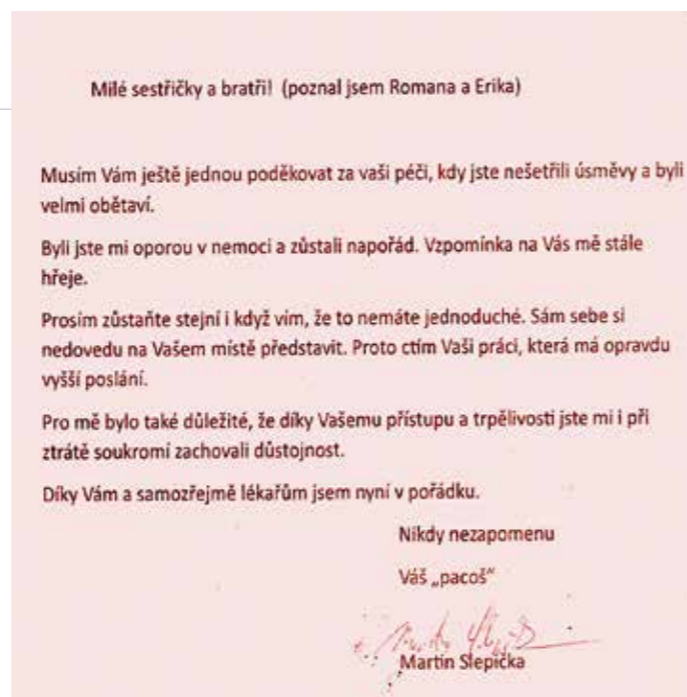 Milé sestřičky a bratři! (poznal jsem Romana a Erika)
Musím Vám ještě jednou poděkovat za vaši péči, kdy jste nešetřili úsměvy a byli
velmi obětaví.
Byli jste mi oporou v nemoci a zůstali napořád. Vzpomínka na Vás mě stále
hřeje.
Prosím zůstaňte stejní i když vím, že to nemáte jednoduché. Sám sebe si
nedovedu na Vašem místě představit. Proto ctím Vaši práci, která má opravdu
vyšší poslání.
Pro mě bylo také důležité, že díky Vašemu přístupu a trpělivosti jste mi i při
ztrátě soukromí zachovali důstojnost.
Díky Vám a samozřejmě lékařům jsem nyní v pořádku.
Nikdy nezapomenu
Váš „pacoš“
Martin Slepička